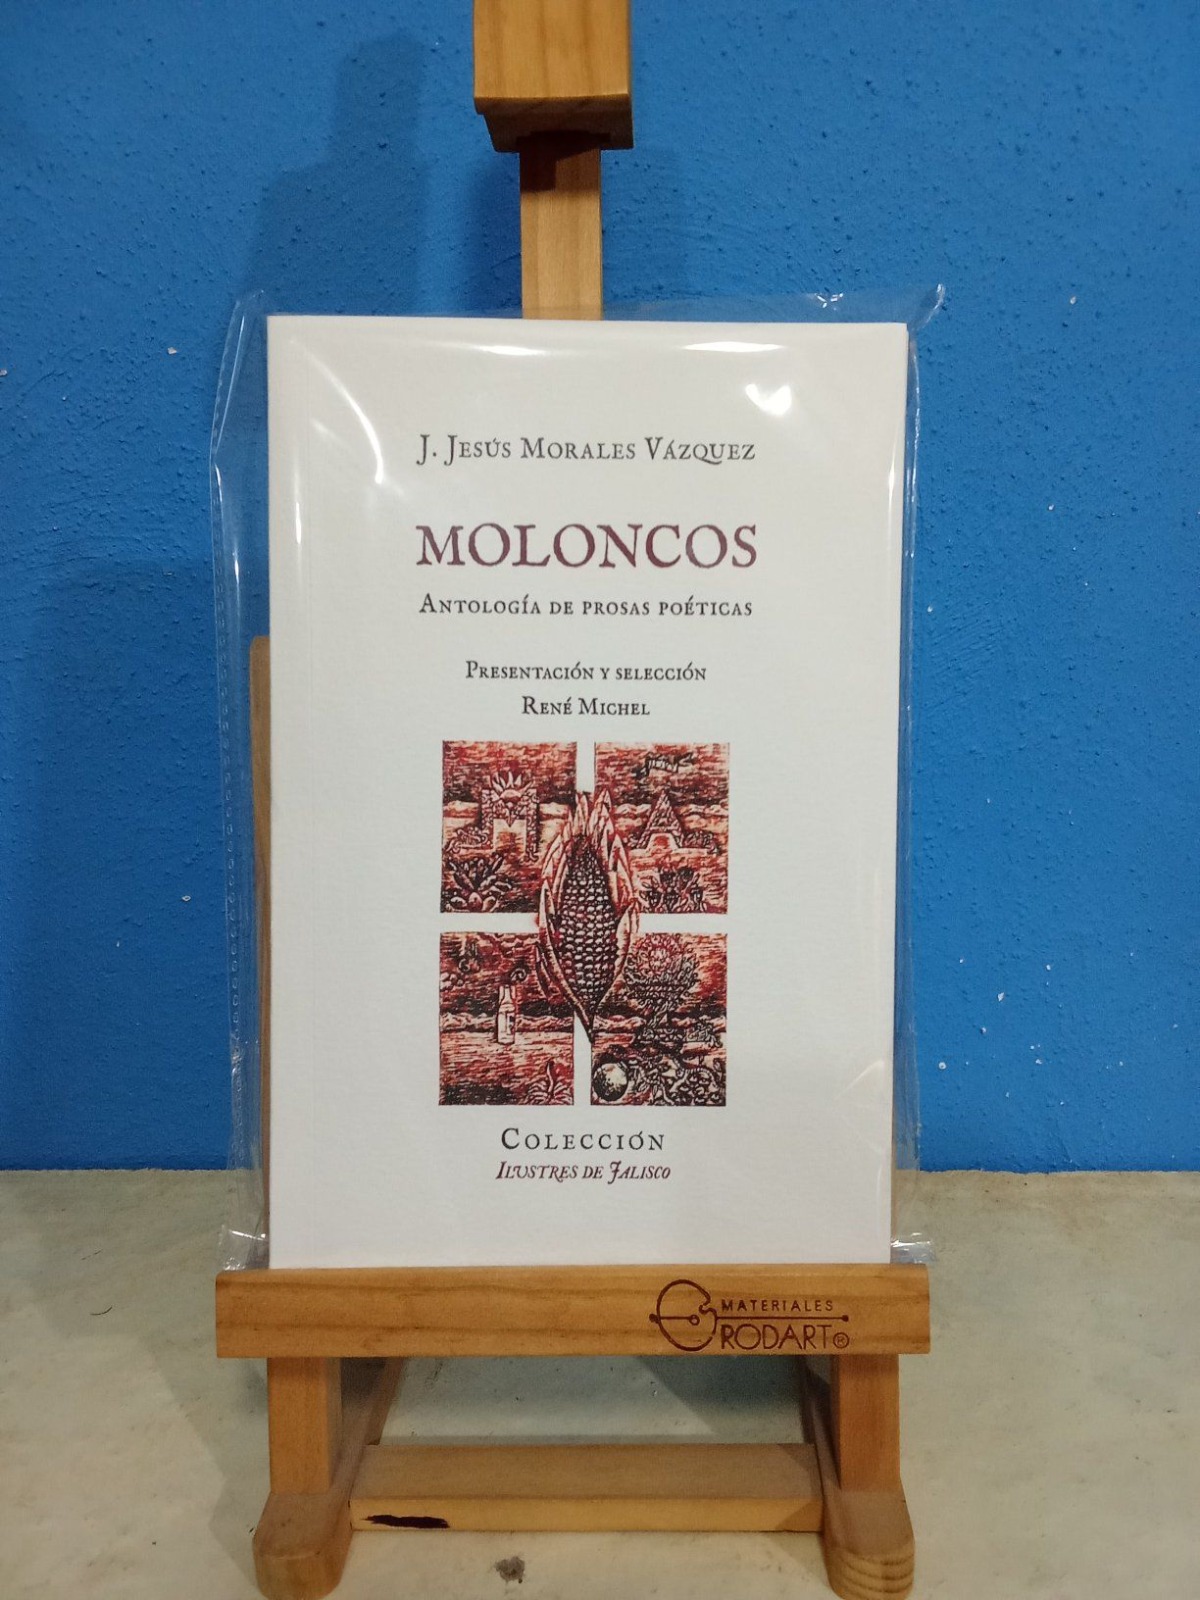 J. Jesús Morales Vázquez
MOLONCOS
Antología de prosas poéticas
Presentación y selección
René Michel
M A
Colección
Ilustres de Jalisco
MATERIALES
RODART®